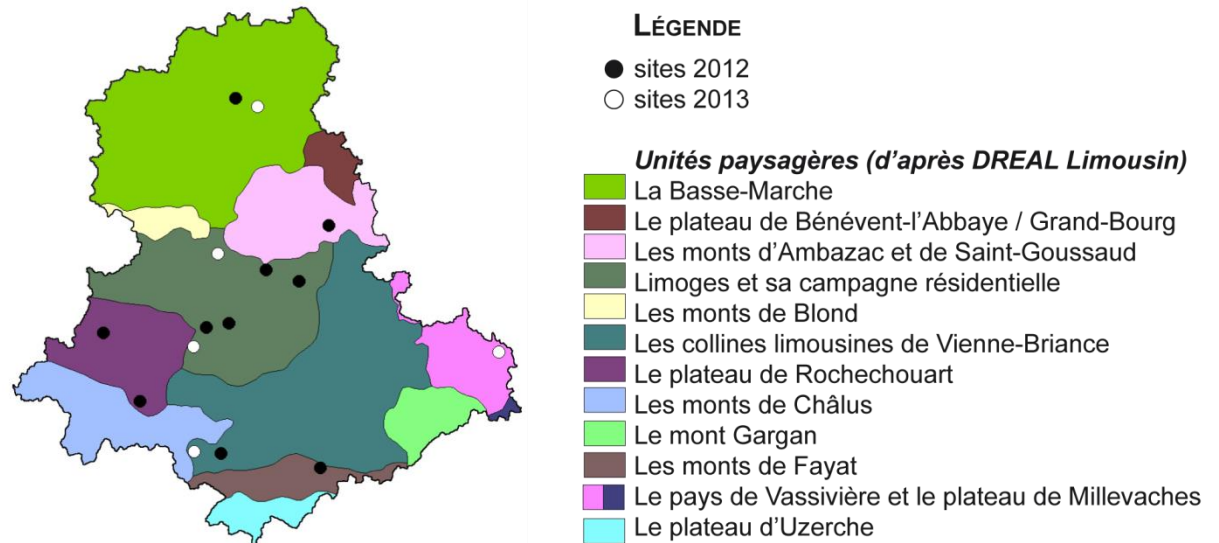 LÉGENDE
sites 2012
sites 2013
Unités paysagères (d'après DREAL Limousin)
La Basse-Marche
Le plateau de Bénévent-l'Abbaye / Grand-Bourg
Les monts d'Ambazac et de Saint-Goussaud
Limoges et sa campagne résidentielle
Les monts de Blond
Les collines limousines de Vienne-Briance
Le plateau de Rochechouart
Les monts de Châlus
Le mont Gargan
Les monts de Fayat
Le pays de Vassivière et le plateau de Millevaches
Le plateau d'Uzerche